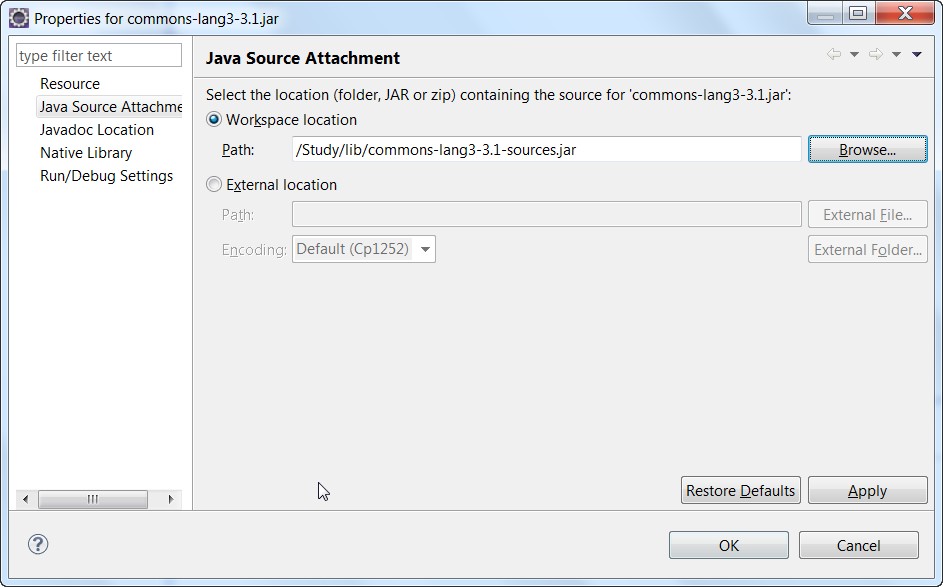 Properties for commons-lang3-3.1.jar
type filter text
Resource
Java Source Attachme
Javadoc Location
Native Library
Run/Debug Settings
Java Source Attachment
Select the location (folder, JAR or zip) containing the source for 'commons-lang3-3.1.jar':
Workspace location
Path: /Study/lib/commons-lang3-3.1-sources.jar Browse...
External location
Path: External File...
Encoding: Default (Cp1252) External Folder...
Restore Defaults Apply
OK Cancel